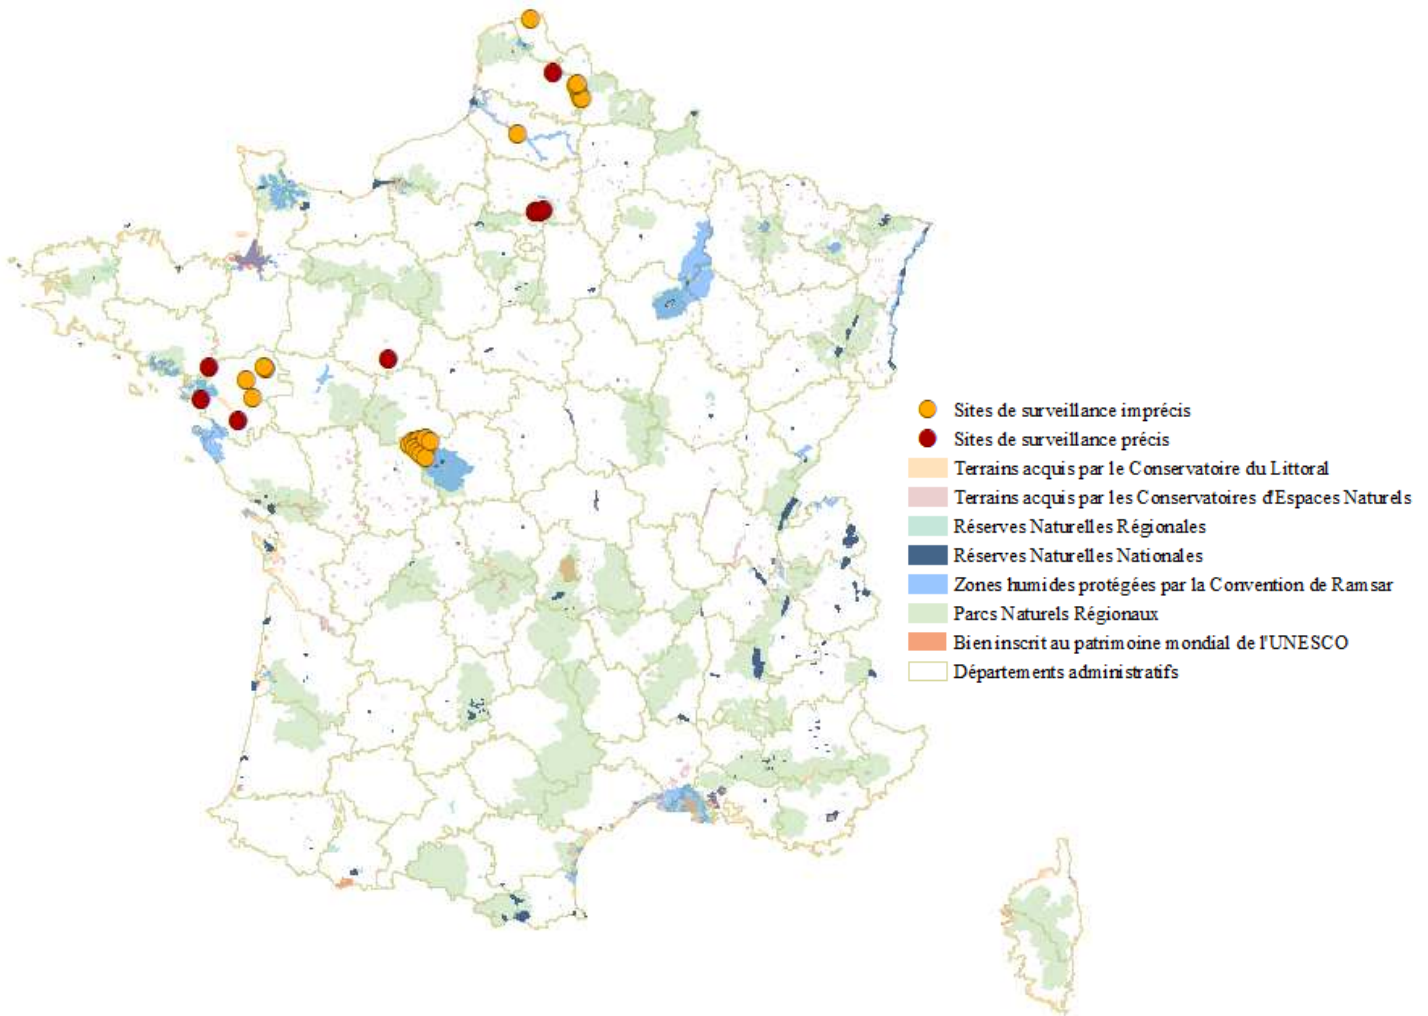 Sites de surveillance imprécis
Sites de surveillance précis
Terrains acquis par le Conservatoire du Littoral
Terrains acquis par les Conservatoires d'Espaces Naturels
Réserves Naturelles Régionales
Réserves Naturelles Nationales
Zones humides protégées par la Convention de Ramsar
Parcs Naturels Régionaux
Bien inscrit au patrimoine mondial de l'UNESCO
Départements administratifs